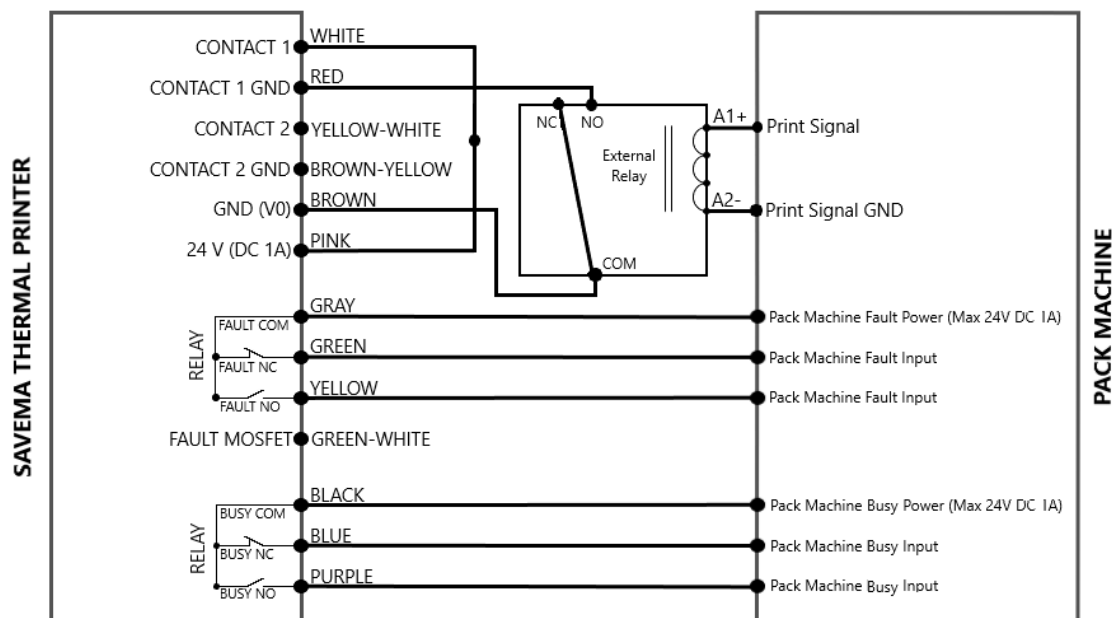 SAVEMA THERMAL PRINTER
CONTACT 1
WHITE
CONTACT 1 GND
RED
CONTACT 2
YELLOW-WHITE
CONTACT 2 GND
BROWN-YELLOW
GND (V0)
BROWN
24 V (DC 1A)
PINK
NC
NO
External
Relay
COM
A1+
Print Signal
A2-
Print Signal GND
RELAY
FAULT COM
GRAY
Pack Machine Fault Power (Max 24V DC 1A)
FAULT NC
GREEN
Pack Machine Fault Input
FAULT NO
YELLOW
Pack Machine Fault Input
FAULT MOSFET
GREEN-WHITE
RELAY
BUSY COM
BLACK
Pack Machine Busy Power (Max 24V DC 1A)
BUSY NC
BLUE
Pack Machine Busy Input
BUSY NO
PURPLE
Pack Machine Busy Input
PACK MACHINE